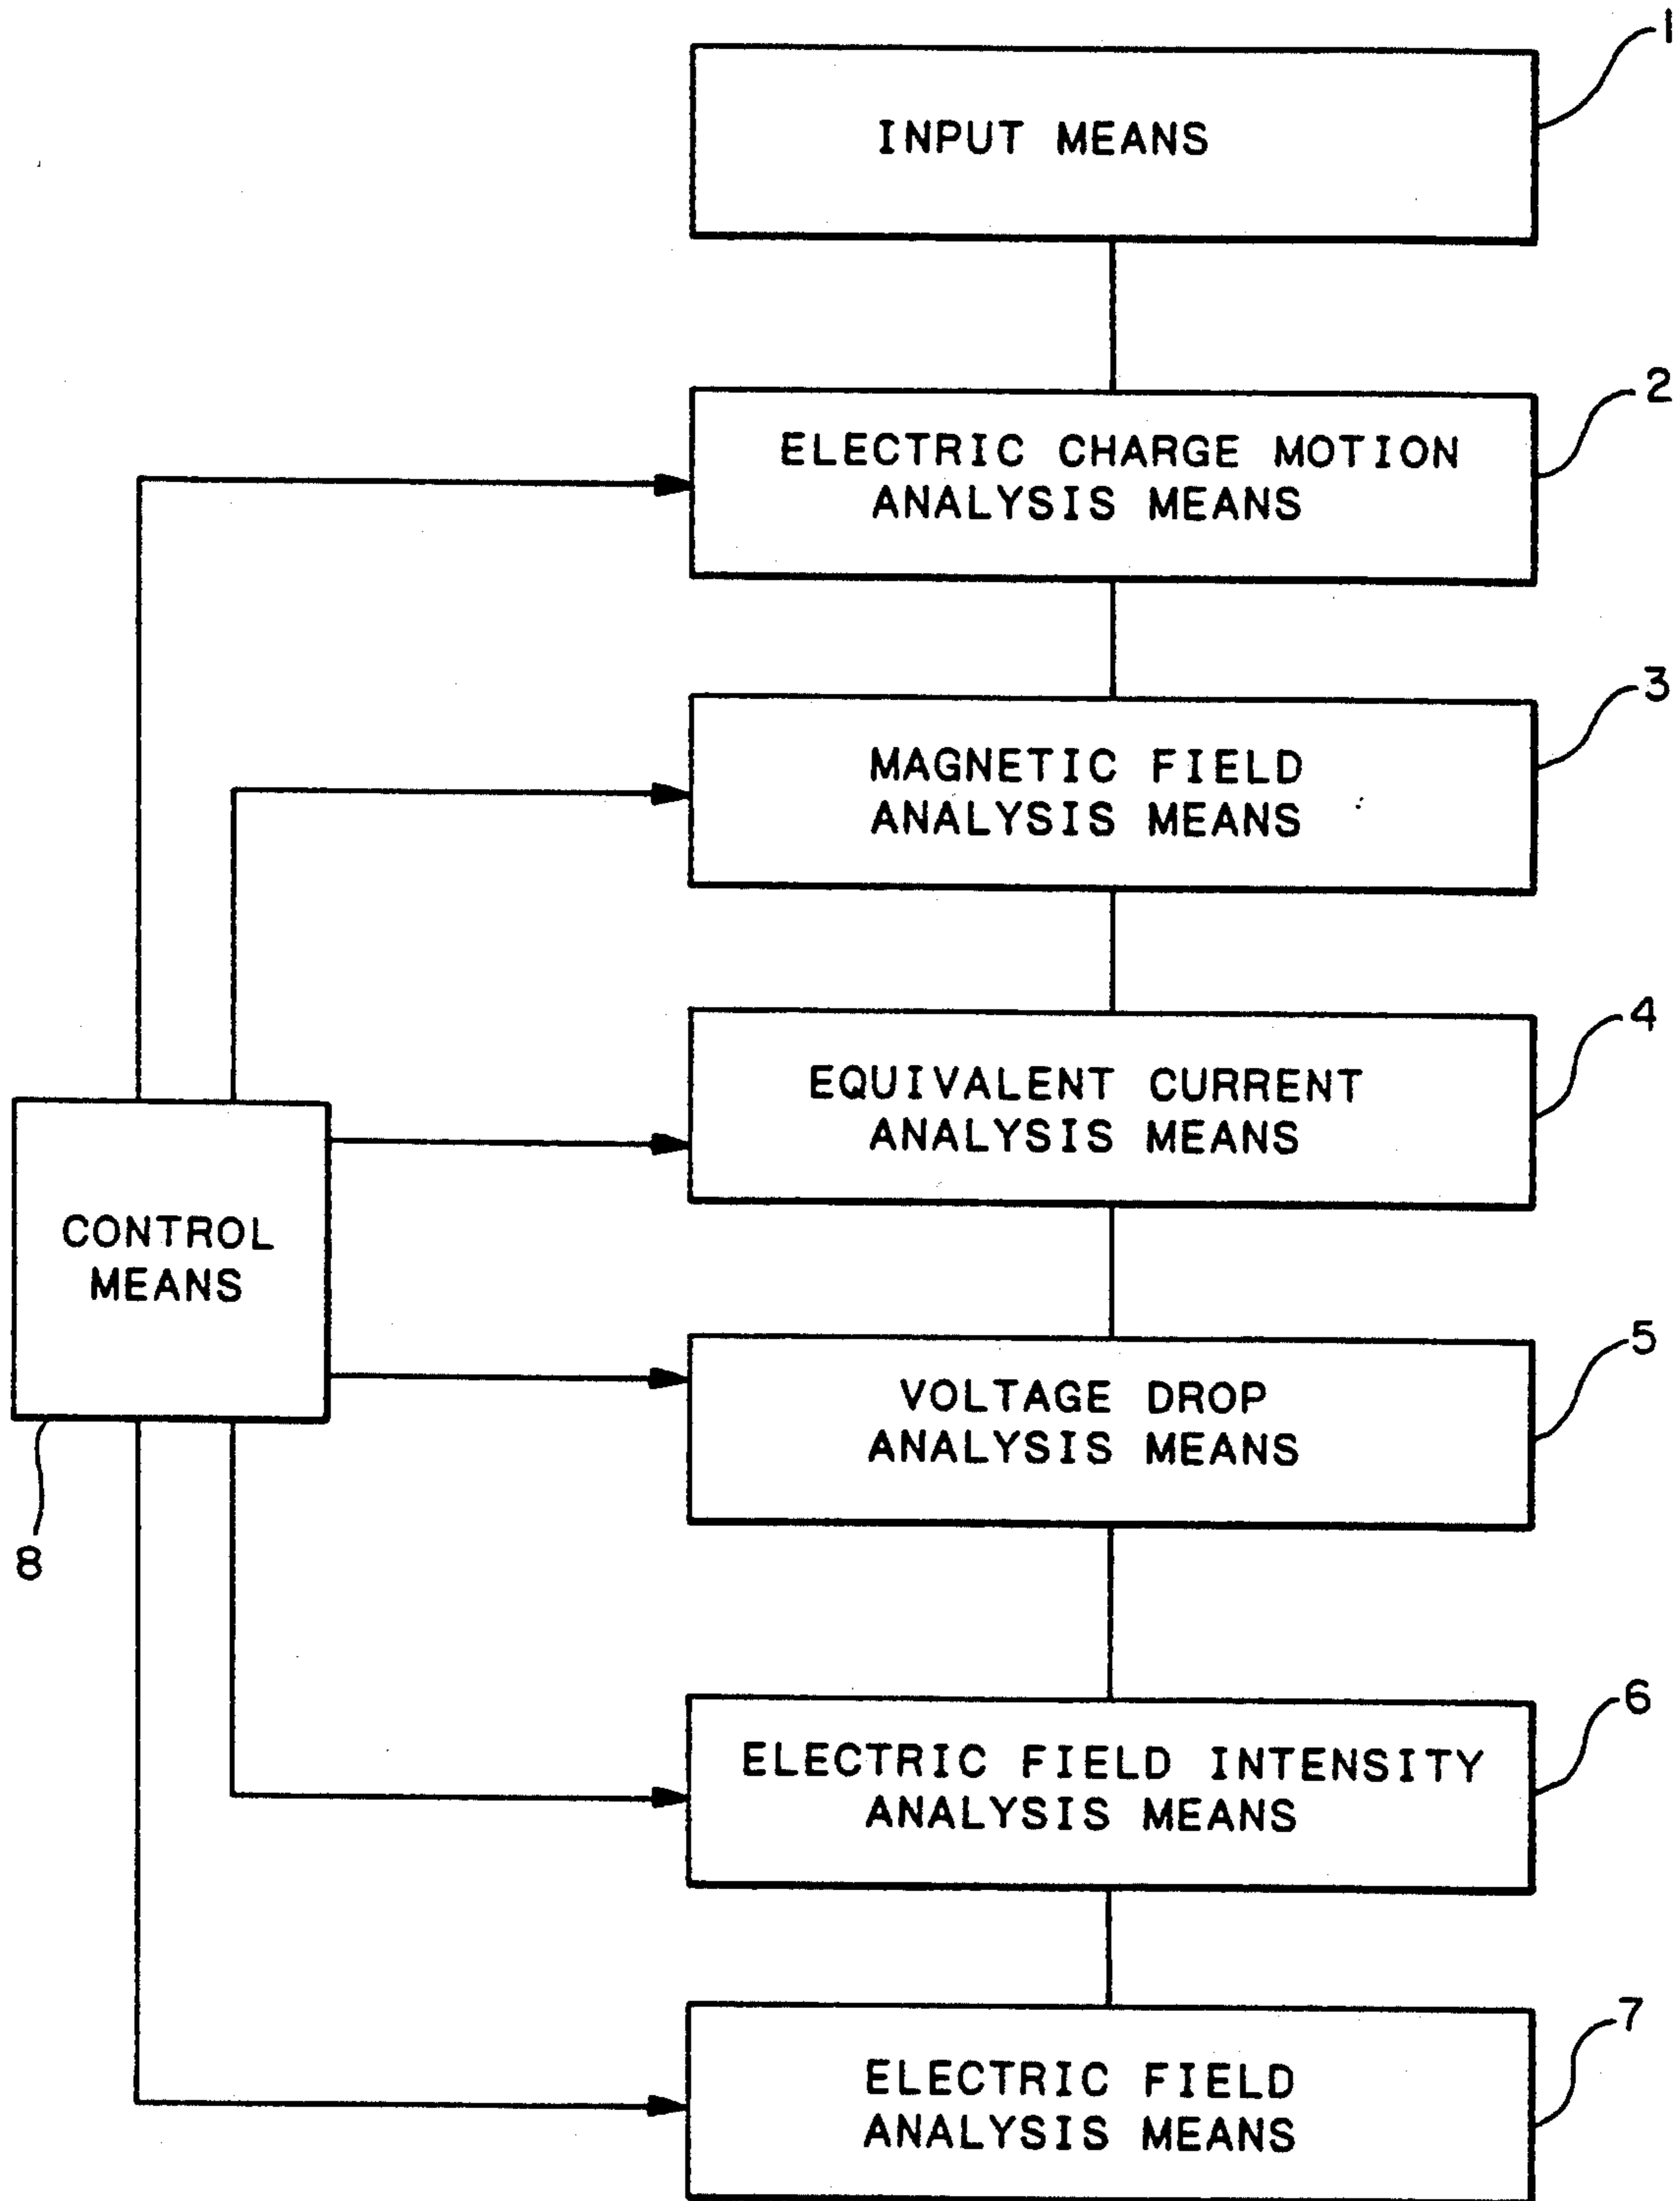 1
INPUT MEANS
2
ELECTRIC CHARGE MOTION
ANALYSIS MEANS
3
MAGNETIC FIELD
ANALYSIS MEANS
4
EQUIVALENT CURRENT
ANALYSIS MEANS
CONTROL
MEANS
8
5
VOLTAGE DROP
ANALYSIS MEANS
6
ELECTRIC FIELD INTENSITY
ANALYSIS MEANS
7
ELECTRIC FIELD
ANALYSIS MEANS